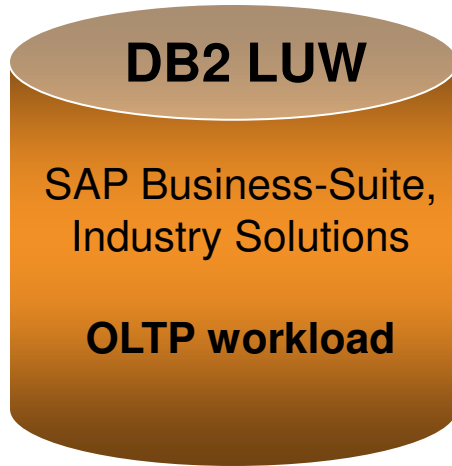 DB2 LUW
SAP Business-Suite,
Industry Solutions
OLTP workload